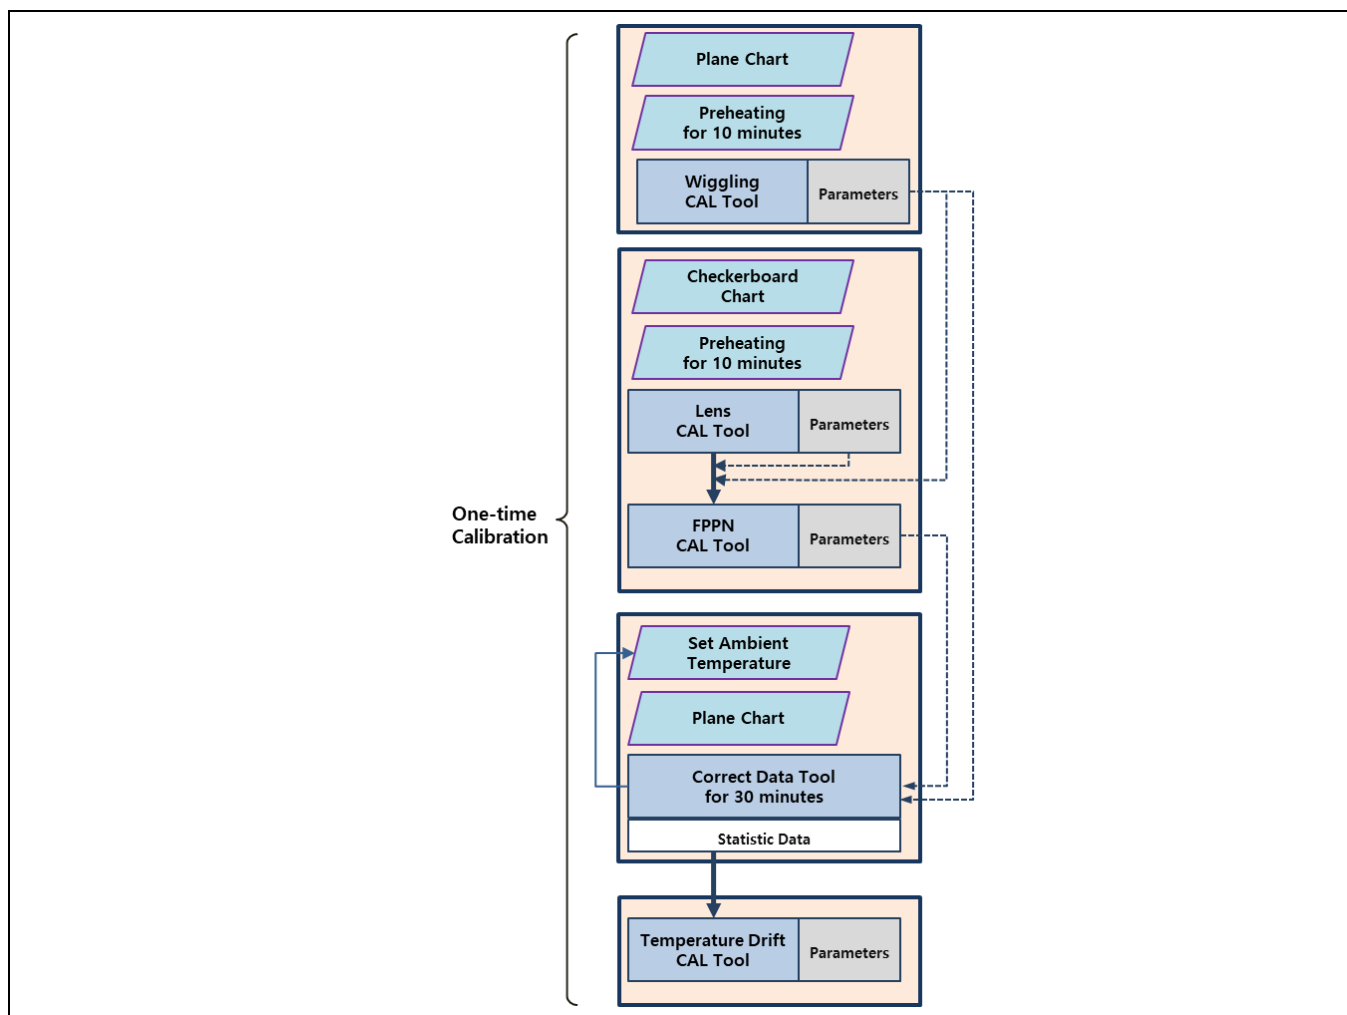 Plane Chart
Preheating
for 10 minutes
Wiggling
CAL Tool
Parameters
Checkerboard
Chart
Preheating
for 10 minutes
Lens
CAL Tool
Parameters
One-time
Calibration
FPPN
CAL Tool
Parameters
Set Ambient
Temperature
Plane Chart
Correct Data Tool
for 30 minutes
Statistic Data
Temperature Drift
CAL Tool
Parameters